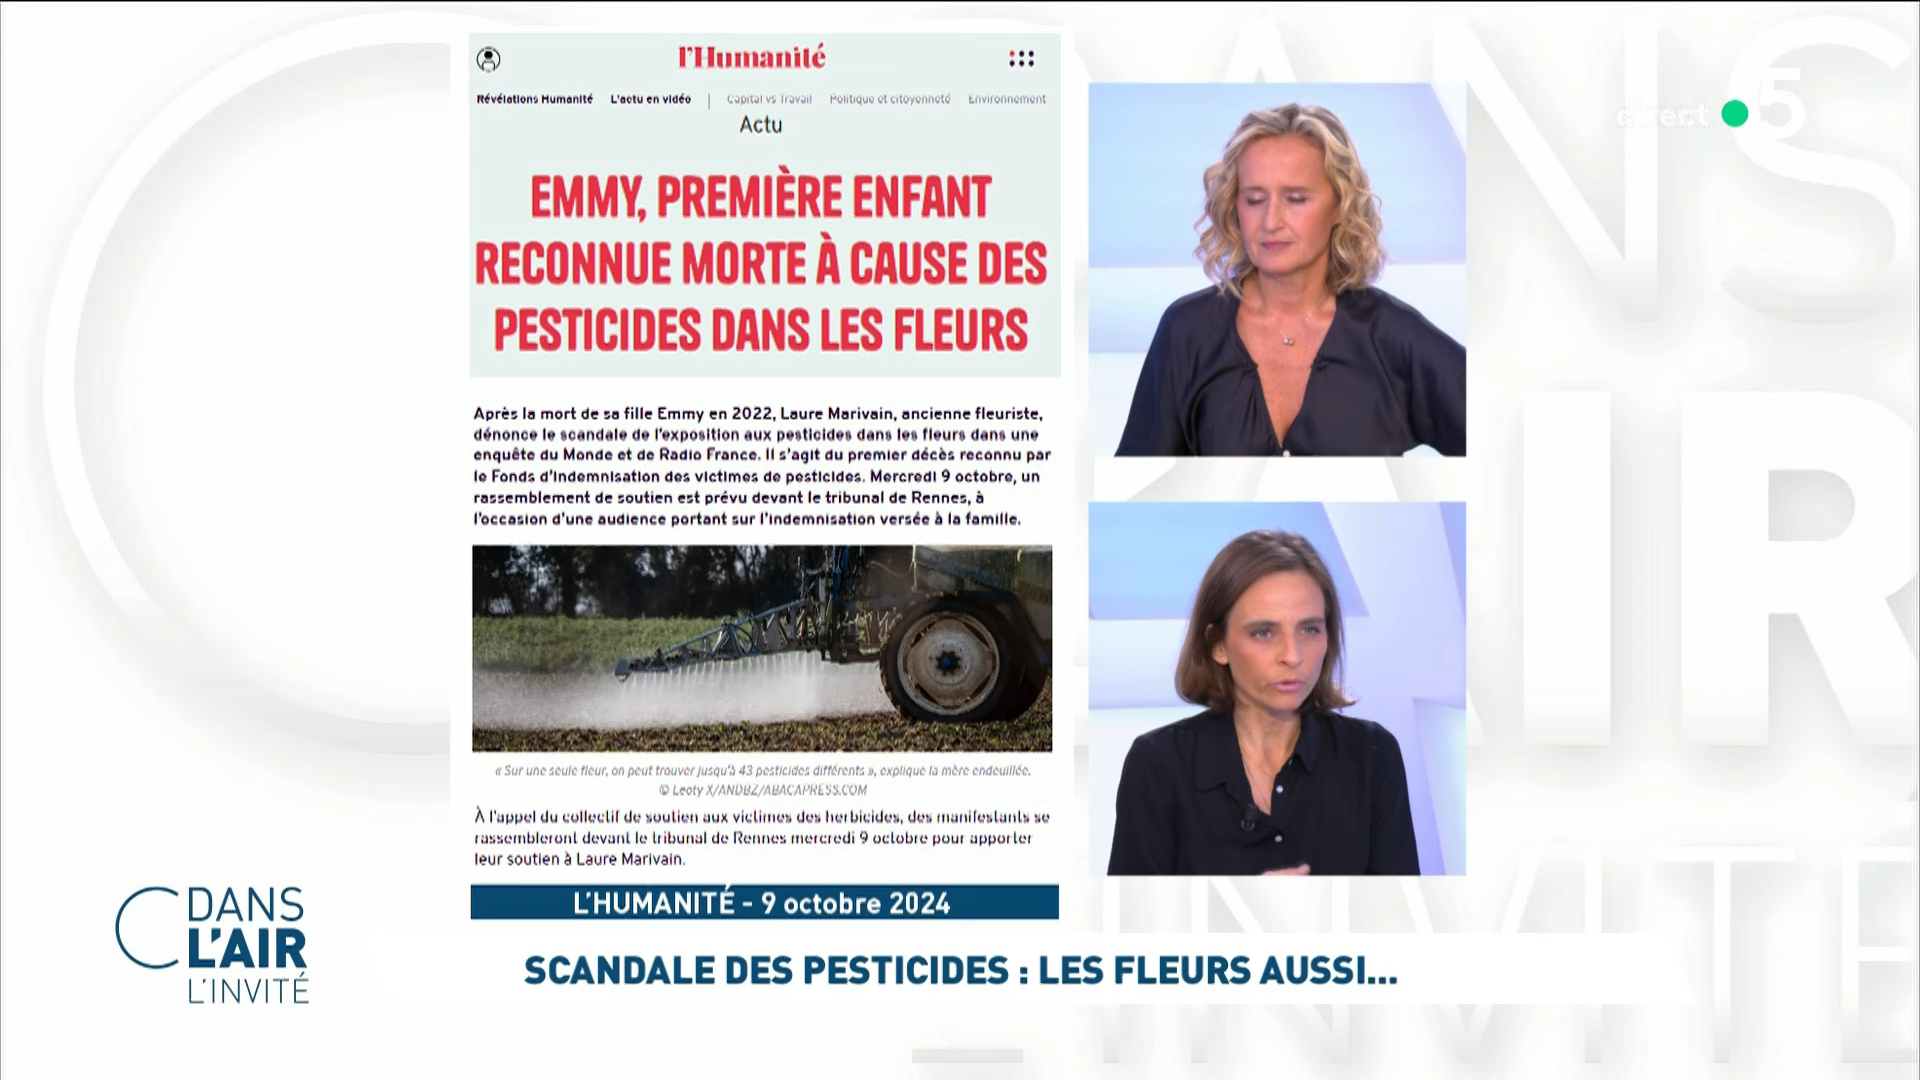 l'Humanité
Révélations Humanité L'actu en vidéo | Capital vs Travail Politique et citoyenneté Environnement
Actu
EMMY, PREMIÈRE ENFANT
RECONNUE MORTE À CAUSE DES
PESTICIDES DANS LES FLEURS
Après la mort de sa fille Emmy en 2022, Laure Marivain, ancienne fleuriste,
dénonce le scandale de l'exposition aux pesticides dans les fleurs dans une
enquête du Monde et de Radio France. Il s'agit du premier décès reconnu par
le Fonds d'indemnisation des victimes de pesticides. Mercredi 9 octobre, un
rassemblement de soutien est prévu devant le tribunal de Rennes, à
l'occasion d'une audience portant sur l'indemnisation versée à la famille.
« Sur une seule fleur, on peut trouver jusqu'à 43 pesticides différents », explique la mère endeuillée.
© Leoty X/ANDBZ/ABACAPRESS.COM
À l'appel du collectif de soutien aux victimes des herbicides, des manifestants se
rassembleront devant le tribunal de Rennes mercredi 9 octobre pour apporter
leur soutien à Laure Marivain.
L'HUMANITÉ - 9 octobre 2024
direct 5
C DANS
L'AIR
L'INVITÉ
SCANDALE DES PESTICIDES : LES FLEURS AUSSI...
DANS
L'AIR
L'INVITÉ